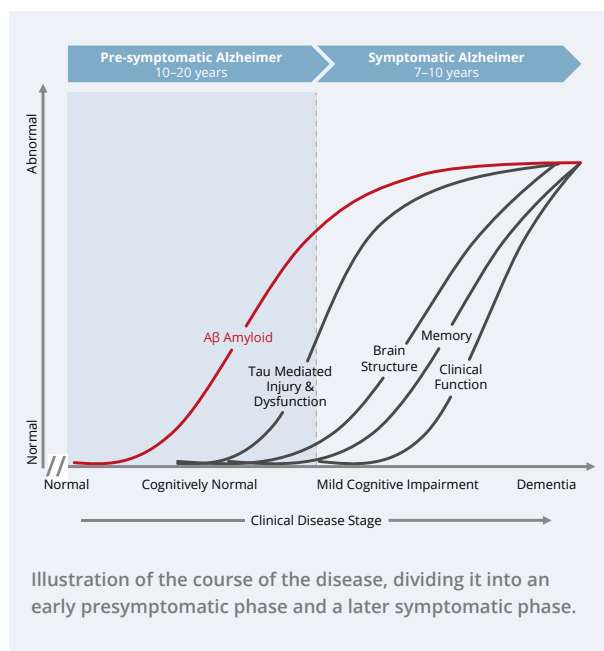 Pre-symptomatic Alzheimer
10–20 years
Symptomatic Alzheimer
7–10 years
Abnormal
Normal
Aβ Amyloid
Tau Mediated
Injury &
Dysfunction
Brain
Structure
Memory
Clinical
Function
Normal
Cognitively Normal
Mild Cognitive Impairment
Dementia
Clinical Disease Stage
Illustration of the course of the disease, dividing it into an
early presymptomatic phase and a later symptomatic phase.